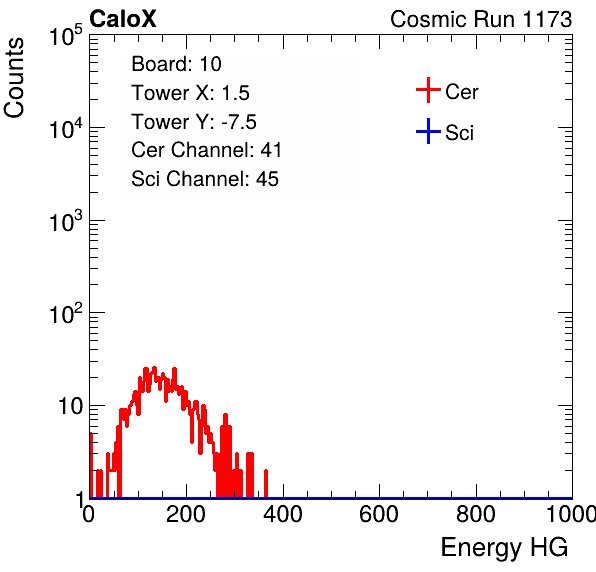 CaloX
Cosmic Run 1173
Counts
Board: 10
Tower X: 1.5
Tower Y: -7.5
Cer Channel: 41
Sci Channel: 45
Cer
Sci
10^5
10^4
10^3
10^2
10
1
0 200 400 600 800 1000
Energy HG